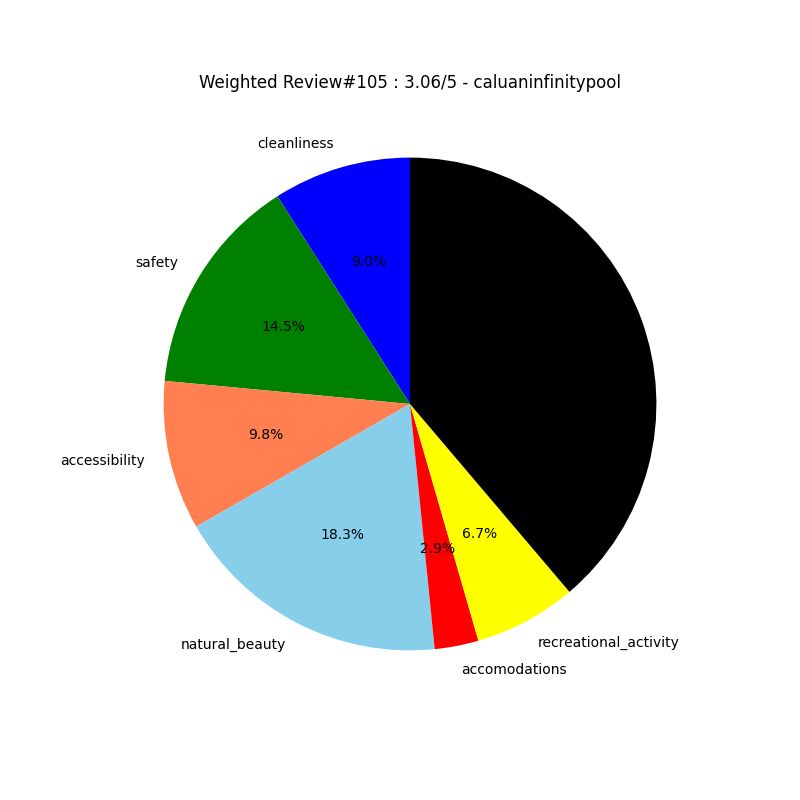 Weighted Review#105 : 3.06/5 - caluaninfinitypool
cleanliness
9.0%
safety
14.5%
accessibility
9.8%
natural_beauty
18.3%
accomodations
2.9%
recreational_activity
6.7%